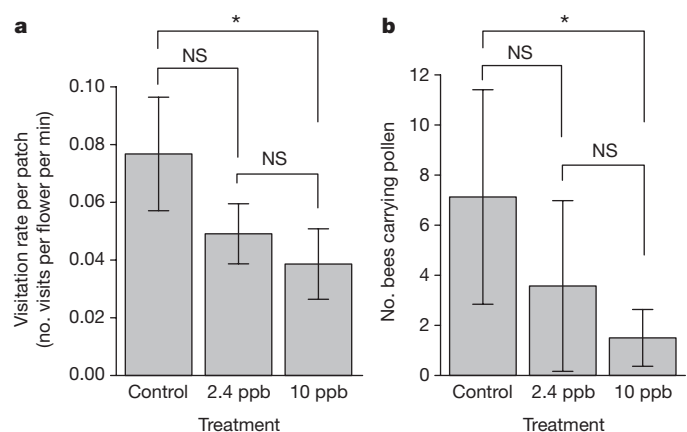 a
*
NS
NS
0.10
0.08
0.06
0.04
0.02
0.00
Visitation rate per patch
(no. visits per flower per min)
Control 2.4 ppb 10 ppb
Treatment
b
*
NS
NS
12
10
8
6
4
2
0
No. bees carrying pollen
Control 2.4 ppb 10 ppb
Treatment